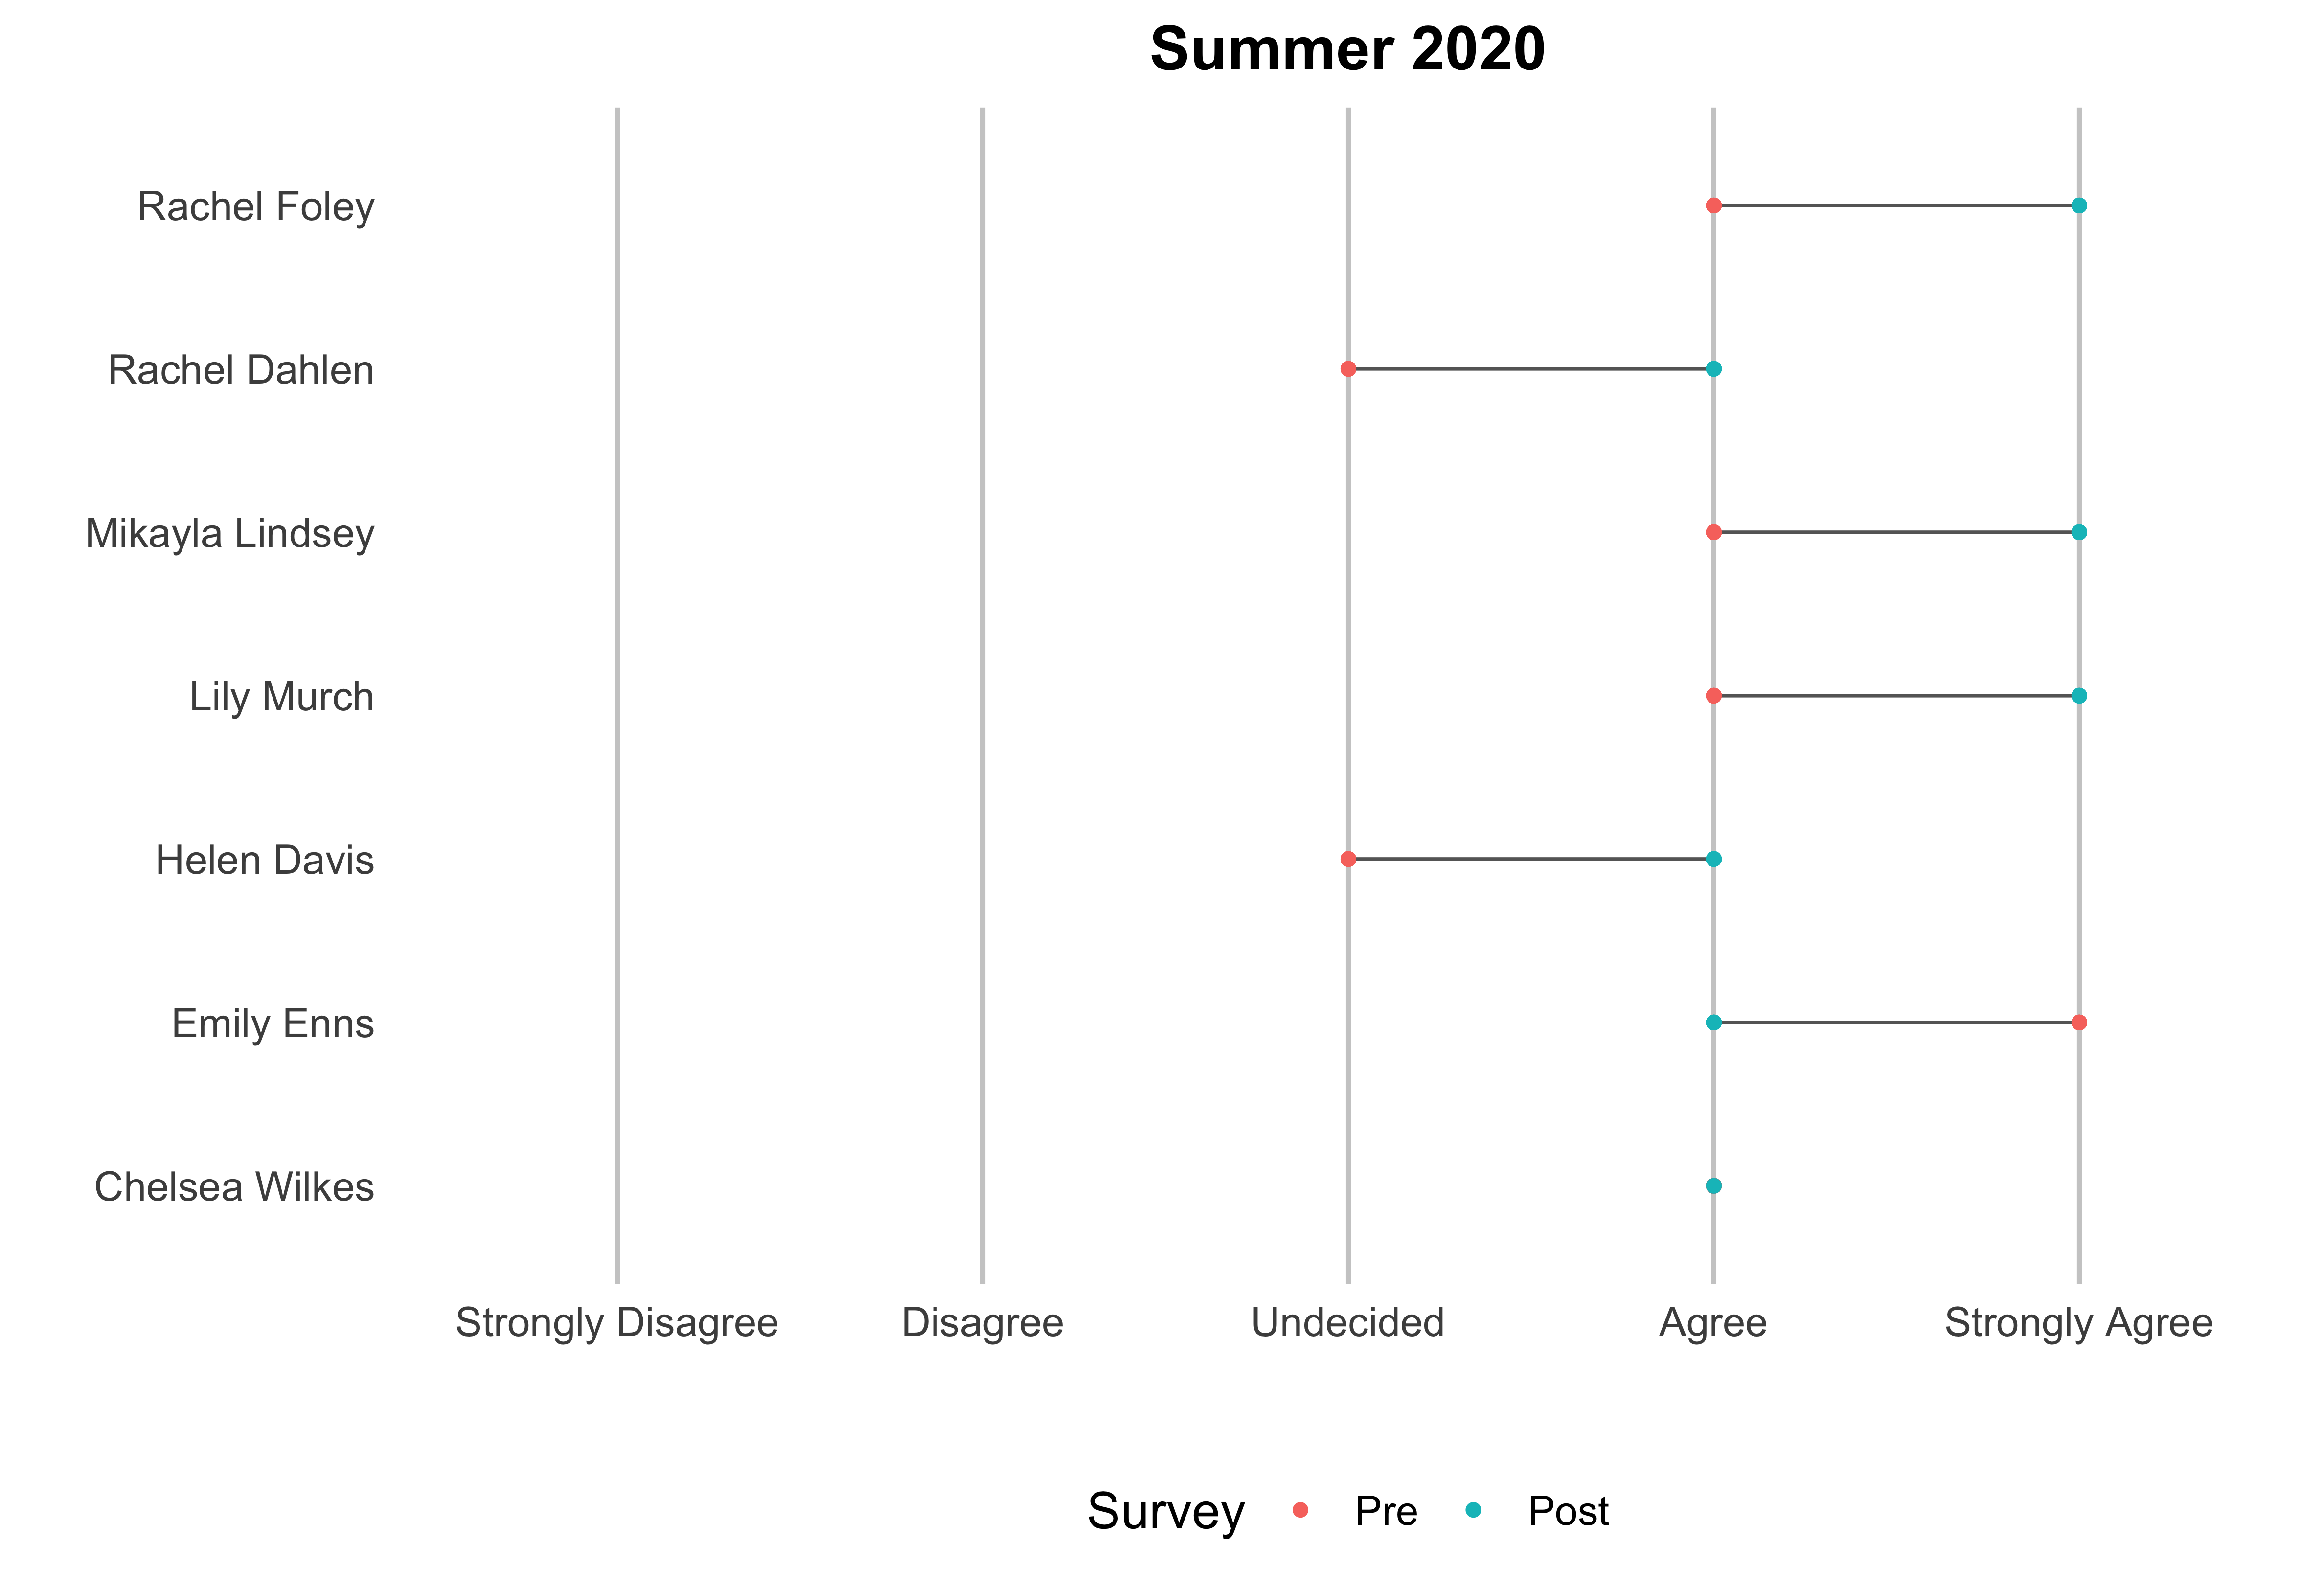 Summer 2020
Rachel Foley
Rachel Dahlen
Mikayla Lindsey
Lily Murch
Helen Davis
Emily Enns
Chelsea Wilkes
Strongly Disagree Disagree Undecided Agree Strongly Agree
Survey Pre Post